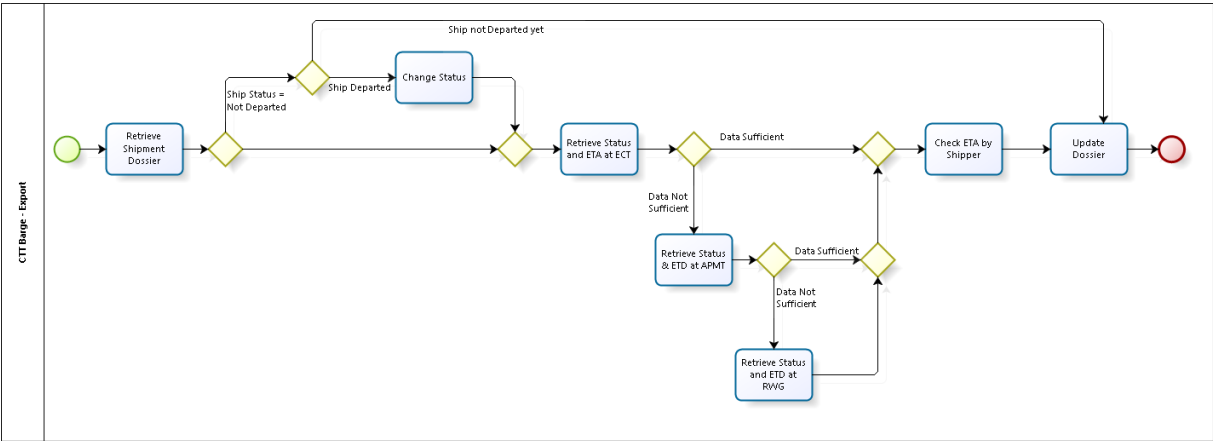 CTT Barge - Export
Ship not Departed yet
Change Status
Ship Departed
Ship Status =
Not Departed
Retrieve
Shipment
Dossier
Retrieve Status
and ETA at ECT
Data Sufficient
Check ETA by
Shipper
Update
Dossier
Data Not
Sufficient
Retrieve Status
& ETD at APMT
Data Sufficient
Data Not
Sufficient
Retrieve Status
and ETD at
RWG